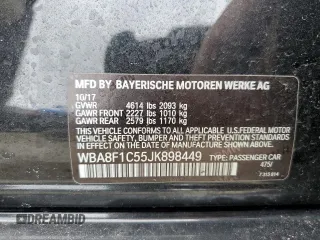 MFD BY BAYERISCHE MOTOREN WERKE AG
10/17
GVWR 4614 lbs 2093 kg
GAWR FRONT 2227 lbs 1010 kg
GAWR REAR 2579 lbs 1170 kg
THIS VEHICLE CONFORMS TO ALL APPLICABLE
FEDERAL MOTOR VEHICLE SAFETY, BUMPER,
AND THEFT PREVENTION STANDARDS IN EFFECT ON
THE DATE OF MANUFACTURE SHOWN ABOVE.
WBA8F1C55JK898449 TYPE: PASSENGER CAR
475/
DREAMBID